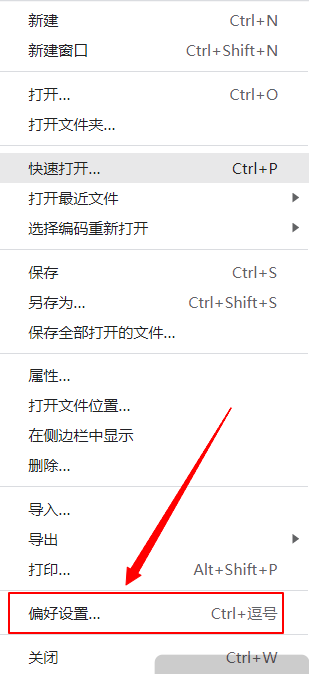 新建 Ctrl+N
新建窗口 Ctrl+Shift+N
打开... Ctrl+O
打开文件夹...
快速打开... Ctrl+P
打开最近文件
选择编码重新打开
保存 Ctrl+S
另存为... Ctrl+Shift+S
保存全部打开的文件...
属性...
打开文件位置...
在侧边栏中显示
删除...
导入...
导出
打印... Alt+Shift+P
偏好设置... Ctrl+逗号
关闭 Ctrl+W